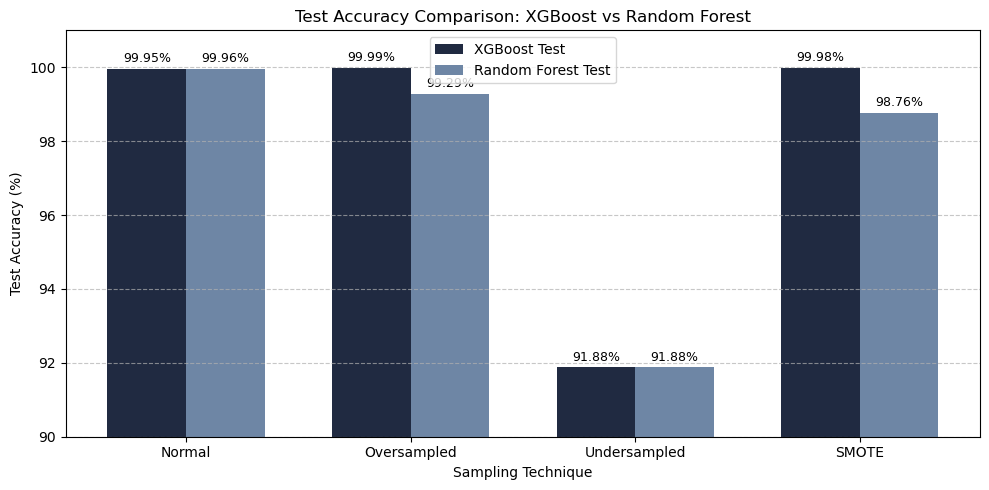 Test Accuracy Comparison: XGBoost vs Random Forest
XGBoost Test
Random Forest Test
99.95%
99.96%
99.99%
99.29%
91.88%
91.88%
99.98%
98.76%
100
98
96
94
92
90
Test Accuracy (%)
Normal
Oversampled
Undersampled
SMOTE
Sampling Technique